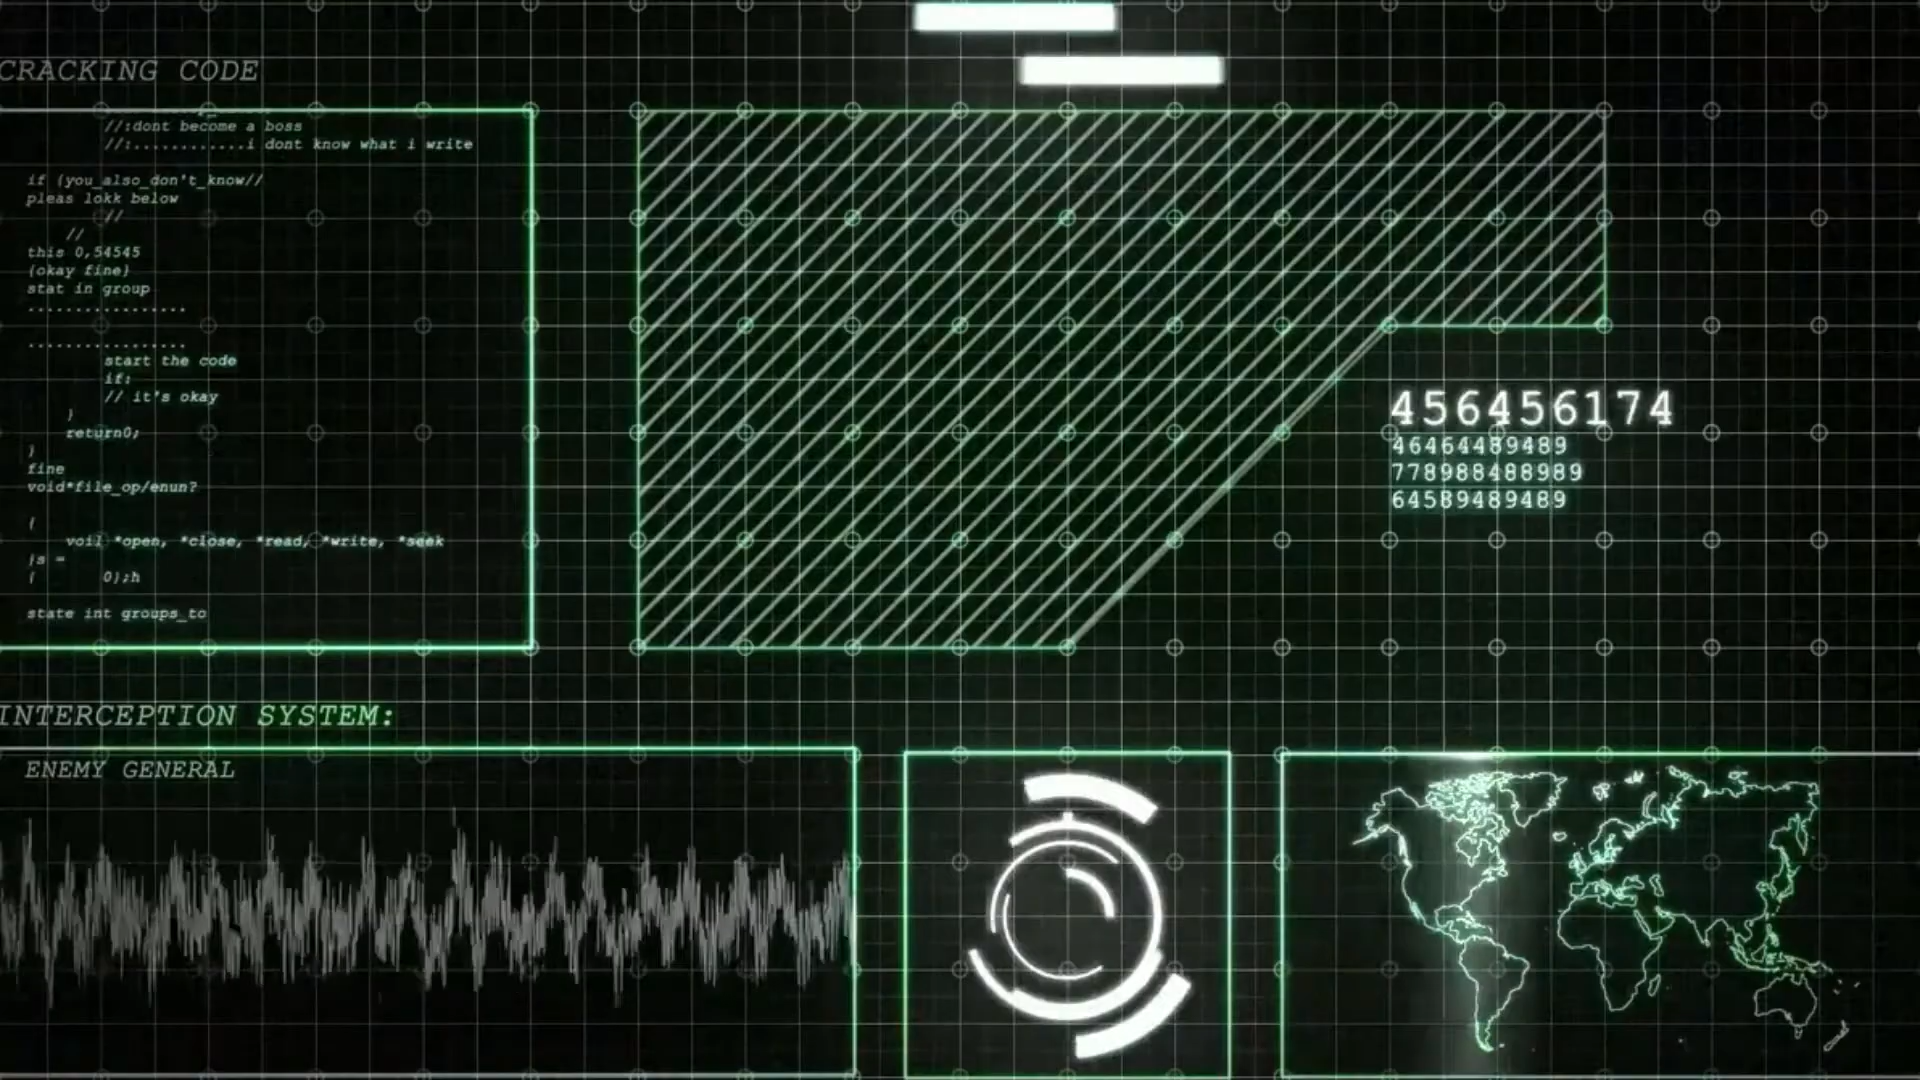 CRACKING CODE
//:dont become a boss
//:............i dont know what i write
if (you_also_don't_know//
pleas lokk below
//
//
this 0,54545
(okay fine)
stat in group
.................
.................
start the code
if:
// it's okay
}
return0;
}
fine
void*file_op/enun?
(
voil *open, *close, *read, *write, *seek
}s =
(      0);h
state int groups_to
456456174
46464489489
778988488989
64589489489
INTERCEPTION SYSTEM:
ENEMY GENERAL